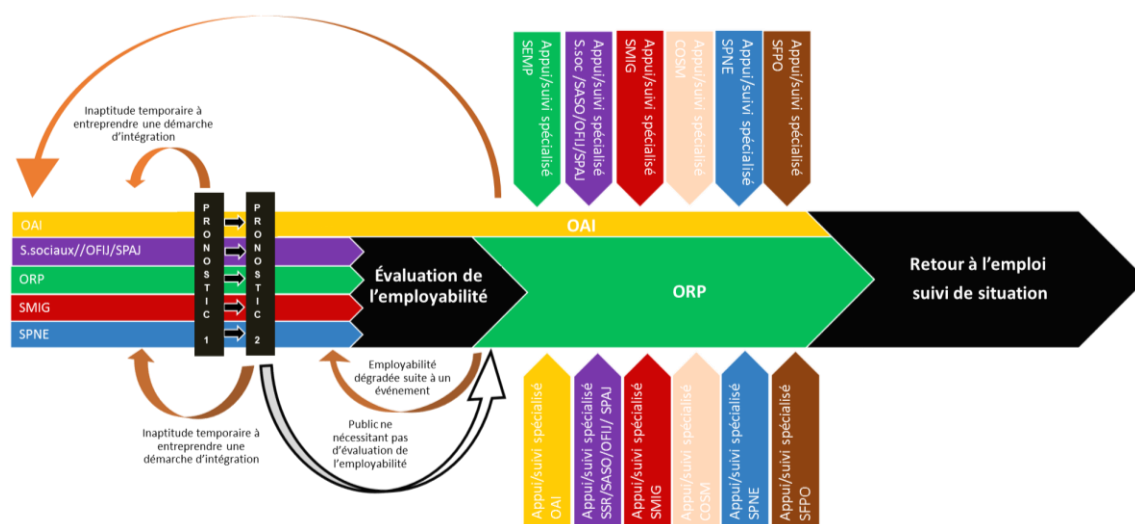 Appui/suivi spécialisé
SEMP
Appui/suivi spécialisé
S.soc /SASO/OFIJ/SPAJ
Appui/suivi spécialisé
SMIG
Appui/suivi spécialisé
COSM
Appui/suivi spécialisé
SPNE
Appui/suivi spécialisé
SFPO
Inaptitude temporaire à
entreprendre une démarche
d'intégration
OAI
S.sociaux//OFIJ/SPAJ
ORP
SMIG
SPNE
PRONOSTIC 1
PRONOSTIC 2
OAI
Évaluation de
l'employabilité
ORP
Retour à l'emploi
suivi de situation
Employabilité
dégradée suite à un
événement
Public ne
nécessitant pas
d'évaluation de
l'employabilité
Inaptitude temporaire à
entreprendre une
démarche d'intégration
Appui/suivi spécialisé
OAI
Appui/suivi spécialisé
SSR/SASO/OFIJ/ SPAJ
Appui/suivi spécialisé
SMIG
Appui/suivi spécialisé
COSM
Appui/suivi spécialisé
SPNE
Appui/suivi spécialisé
SFPO